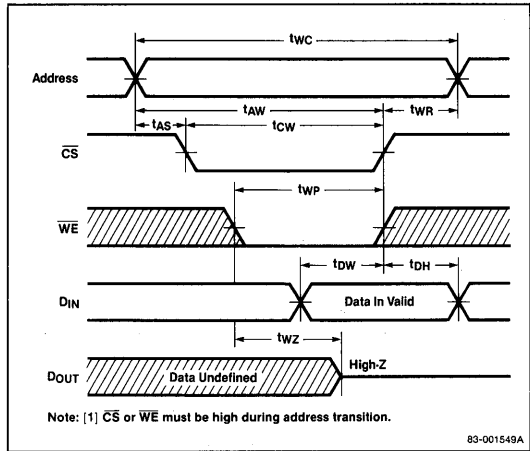 tWC
Address
tAW
tWR
tAS
tCW
CS
tWP
WE
tDW
tDH
DIN
Data In Valid
tWZ
High-Z
DOUT
Data Undefined
Note: [1] CS or WE must be high during address transition.
83-001549A